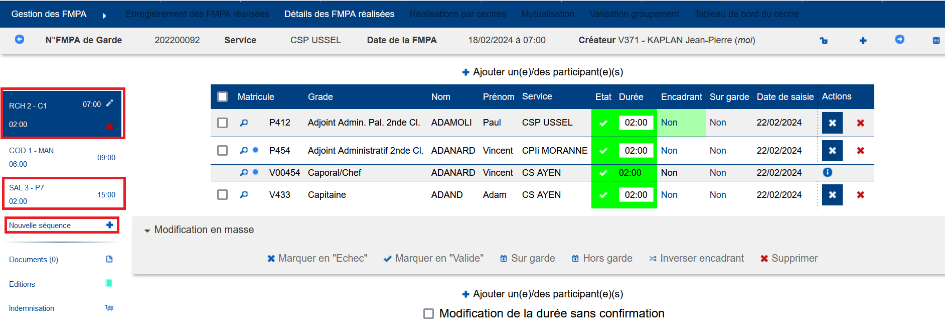 Gestion des FMPA Enregistrement des FMPA réalisées Détails des FMPA réalisées Réalisations par centres Mutualisation Validation groupement Tableau de bord du centre
N°FMPA de Garde 202200092 Service CSP USSEL Date de la FMPA 18/02/2024 à 07:00 Créateur V371 - KAPLAN Jean-Pierre (moi)
Ajouter un(e)/des participant(e)(s)
RCH 2 - C1 07:00
02:00
COD 1 - MAN 09:00
06:00
SAL 3 - P7 15:00
02:00
Nouvelle séquence
Documents (0)
Editions
Indemnisation
Matricule Grade Nom Prénom Service Etat Durée Encadrant Sur garde Date de saisie Actions
P412 Adjoint Admin. Pal. 2nde Cl. ADAMOLI Paul CSP USSEL 02:00 Non Non 22/02/2024
P454 Adjoint Administratif 2nde Cl. ADANARD Vincent CPIi MORANNE 02:00 Non Non 22/02/2024
V00454 Caporal/Chef ADANARD Vincent CS AYEN 02:00 Non Non 22/02/2024
V433 Capitaine ADAND Adam CS AYEN 02:00 Non Non 22/02/2024
Modification en masse
Marquer en "Echec" Marquer en "Valide" Sur garde Hors garde Inverser encadrant Supprimer
Ajouter un(e)/des participant(e)(s)
Modification de la durée sans confirmation